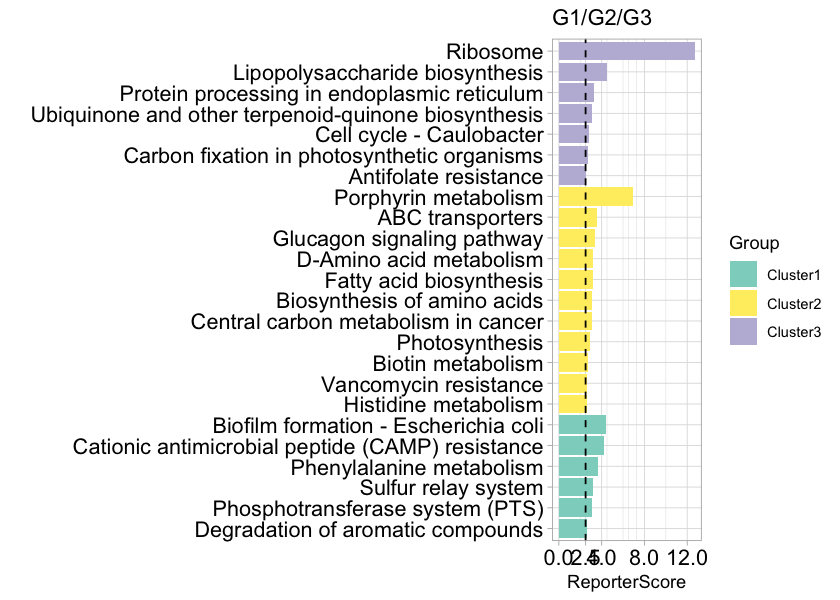 G1/G2/G3
Ribosome
Lipopolysaccharide biosynthesis
Protein processing in endoplasmic reticulum
Ubiquinone and other terpenoid-quinone biosynthesis
Cell cycle - Caulobacter
Carbon fixation in photosynthetic organisms
Antifolate resistance
Porphyrin metabolism
ABC transporters
Glucagon signaling pathway
D-Amino acid metabolism
Fatty acid biosynthesis
Biosynthesis of amino acids
Central carbon metabolism in cancer
Photosynthesis
Biotin metabolism
Vancomycin resistance
Histidine metabolism
Biofilm formation - Escherichia coli
Cationic antimicrobial peptide (CAMP) resistance
Phenylalanine metabolism
Sulfur relay system
Phosphotransferase system (PTS)
Degradation of aromatic compounds
0.0 2.5 4.0 8.0 12.0
ReporterScore
Group
Cluster1
Cluster2
Cluster3